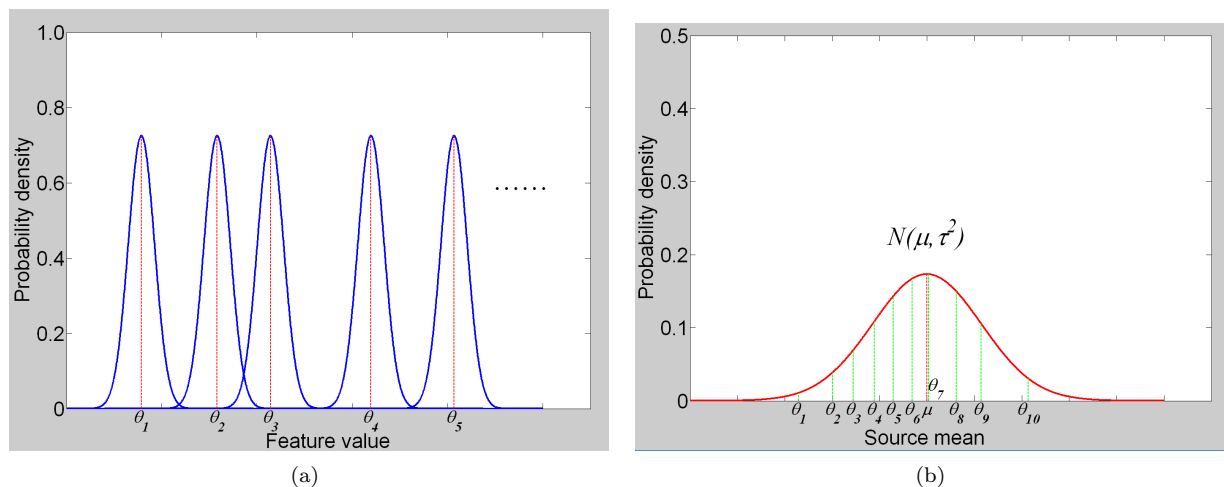 1.0
0.8
0.6
0.4
0.2
0
Probability density
......
θ1 θ2 θ3 θ4 θ5
Feature value
(a)
0.5
0.4
0.3
0.2
0.1
0
Probability density
N(μ, τ²)
θ7
θ1 θ2 θ3 θ4 θ5 θ6 μ θ8 θ9 θ10
Source mean
(b)